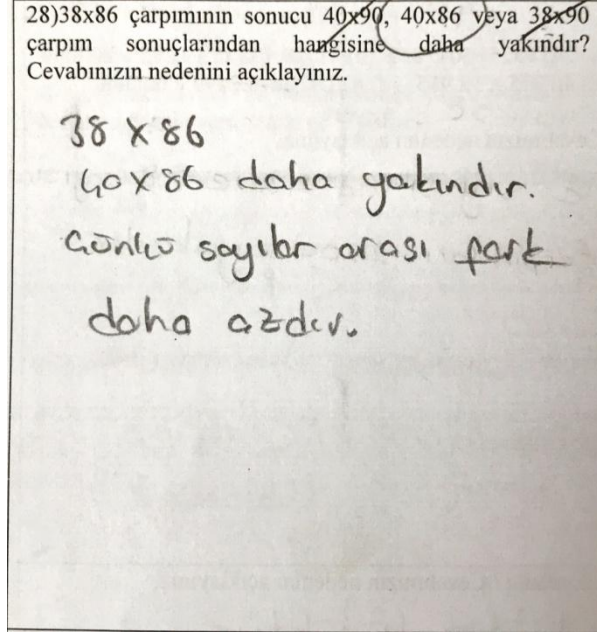 28)38x86 çarpımının sonucu 40x90, 40x86 veya 38x90
çarpım sonuçlarından hangisine daha yakındır?
Cevabınızın nedenini açıklayınız.
38 x 86
40 x 86 daha yakındır.
Çünkü sayılar arası fark
daha azdır.